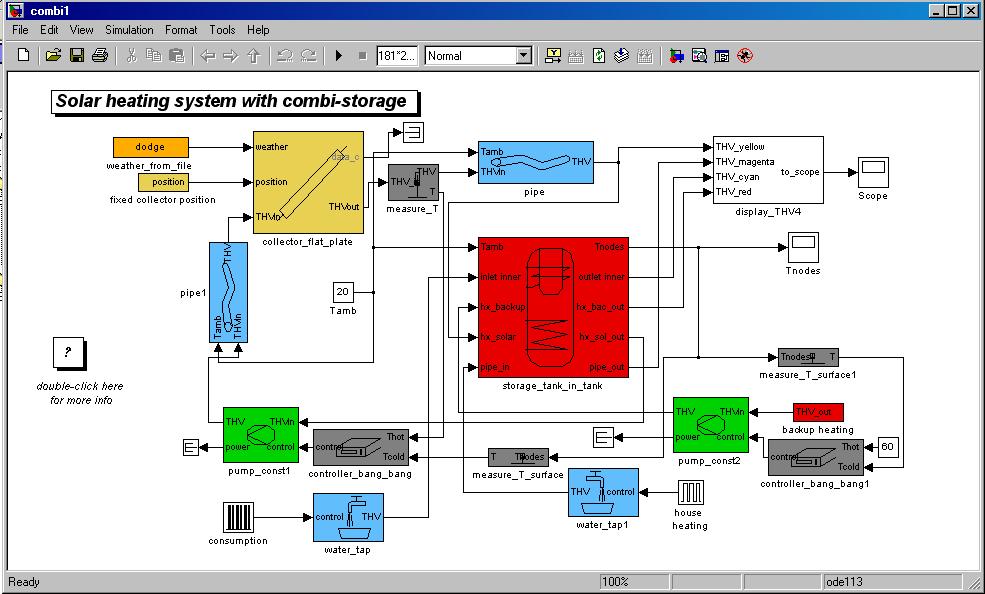 combi1
File Edit View Simulation Format Tools Help
181*2... Normal
Solar heating system with combi-storage
dodge
weather_from_file
position
fixed collector position
weather
data_c
position
THVin
THVout
collector_flat_plate
THV
THV
T
measure_T
Tamb
THVin
THV
pipe
THV_yellow
THV_magenta
THV_cyan
THV_red
to_scope
display_THV4
Scope
THV
Tamb
THVin
pipe1
20
Tamb
Tamb
inlet inner
hx_backup
hx_solar
pipe_in
Tnodes
outlet inner
hx_bac_out
hx_sol_out
pipe_out
storage_tank_in_tank
Tnodes
?
double-click here
for more info
Tnodes T
measure_T_surface1
THV THVin
power control
pump_const1
control
Thot
Tcold
controller_bang_bang
T Tnodes
measure_T_surface
THV THVin
power control
pump_const2
THV_out
backup heating
control
Thot
Tcold
controller_bang_bang1
60
consumption
control THV
water_tap
THV control
water_tap1
house
heating
Ready 100% ode113